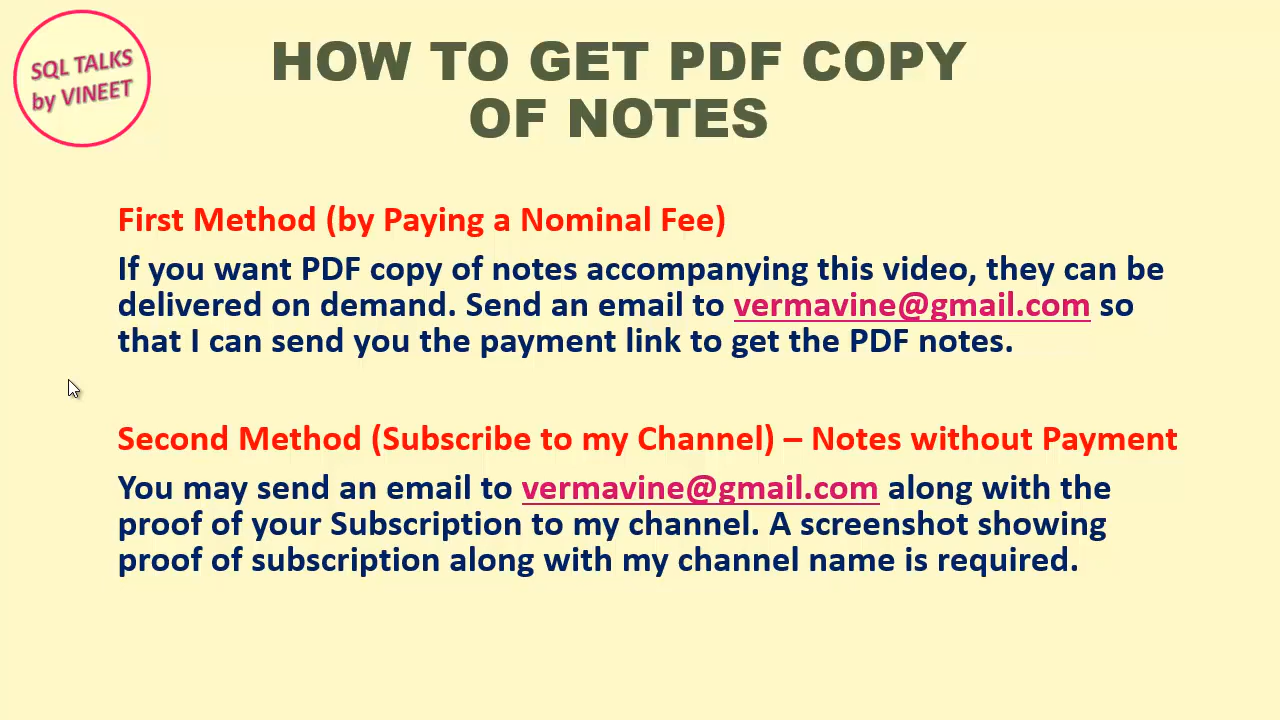 SQL TALKS
by VINEET
HOW TO GET PDF COPY
OF NOTES
First Method (by Paying a Nominal Fee)
If you want PDF copy of notes accompanying this video, they can be
delivered on demand. Send an email to vermavine@gmail.com so
that I can send you the payment link to get the PDF notes.
Second Method (Subscribe to my Channel) – Notes without Payment
You may send an email to vermavine@gmail.com along with the
proof of your Subscription to my channel. A screenshot showing
proof of subscription along with my channel name is required.